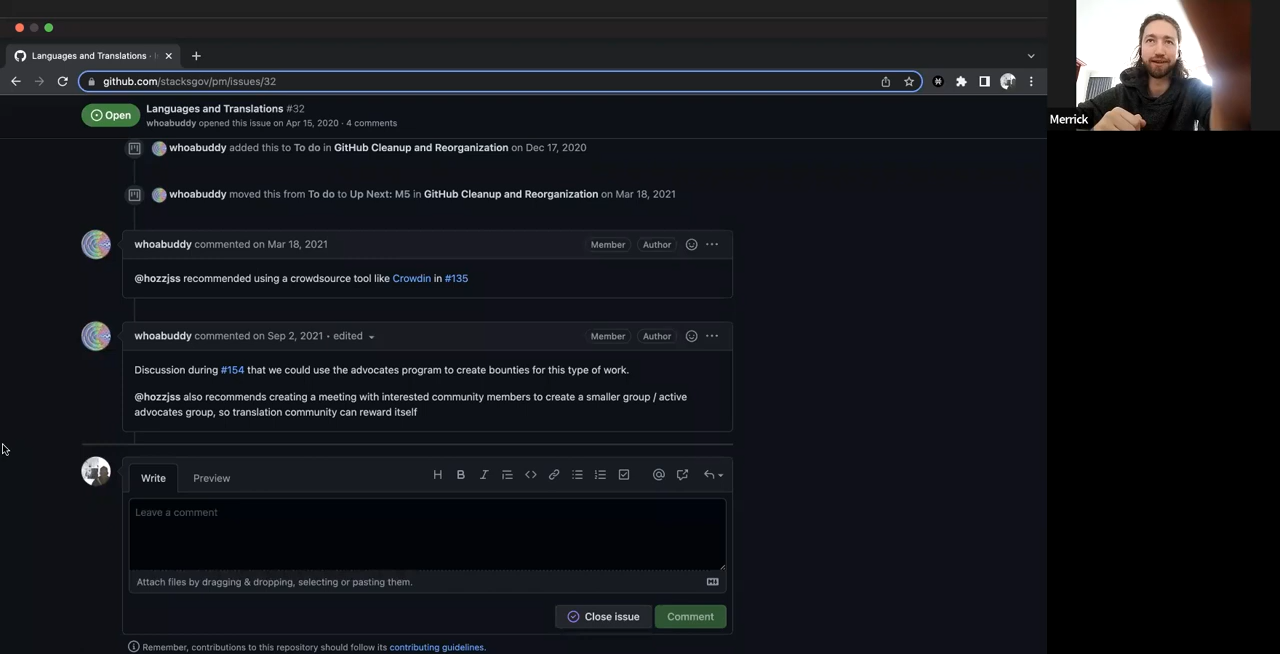 Languages and Translations
github.com/stacksgov/pm/issues/32
Merrick
Open
Languages and Translations #32
whoabuddy opened this issue on Apr 15, 2020 · 4 comments
whoabuddy added this to To do in GitHub Cleanup and Reorganization on Dec 17, 2020
whoabuddy moved this from To do to Up Next: M5 in GitHub Cleanup and Reorganization on Mar 18, 2021
whoabuddy commented on Mar 18, 2021
Member Author
@hozzjss recommended using a crowdsource tool like Crowdin in #135
whoabuddy commented on Sep 2, 2021 • edited
Member Author
Discussion during #154 that we could use the advocates program to create bounties for this type of work.
@hozzjss also recommends creating a meeting with interested community members to create a smaller group / active
advocates group, so translation community can reward itself
Write Preview
Leave a comment
Attach files by dragging & dropping, selecting or pasting them.
Close issue Comment
Remember, contributions to this repository should follow its contributing guidelines.